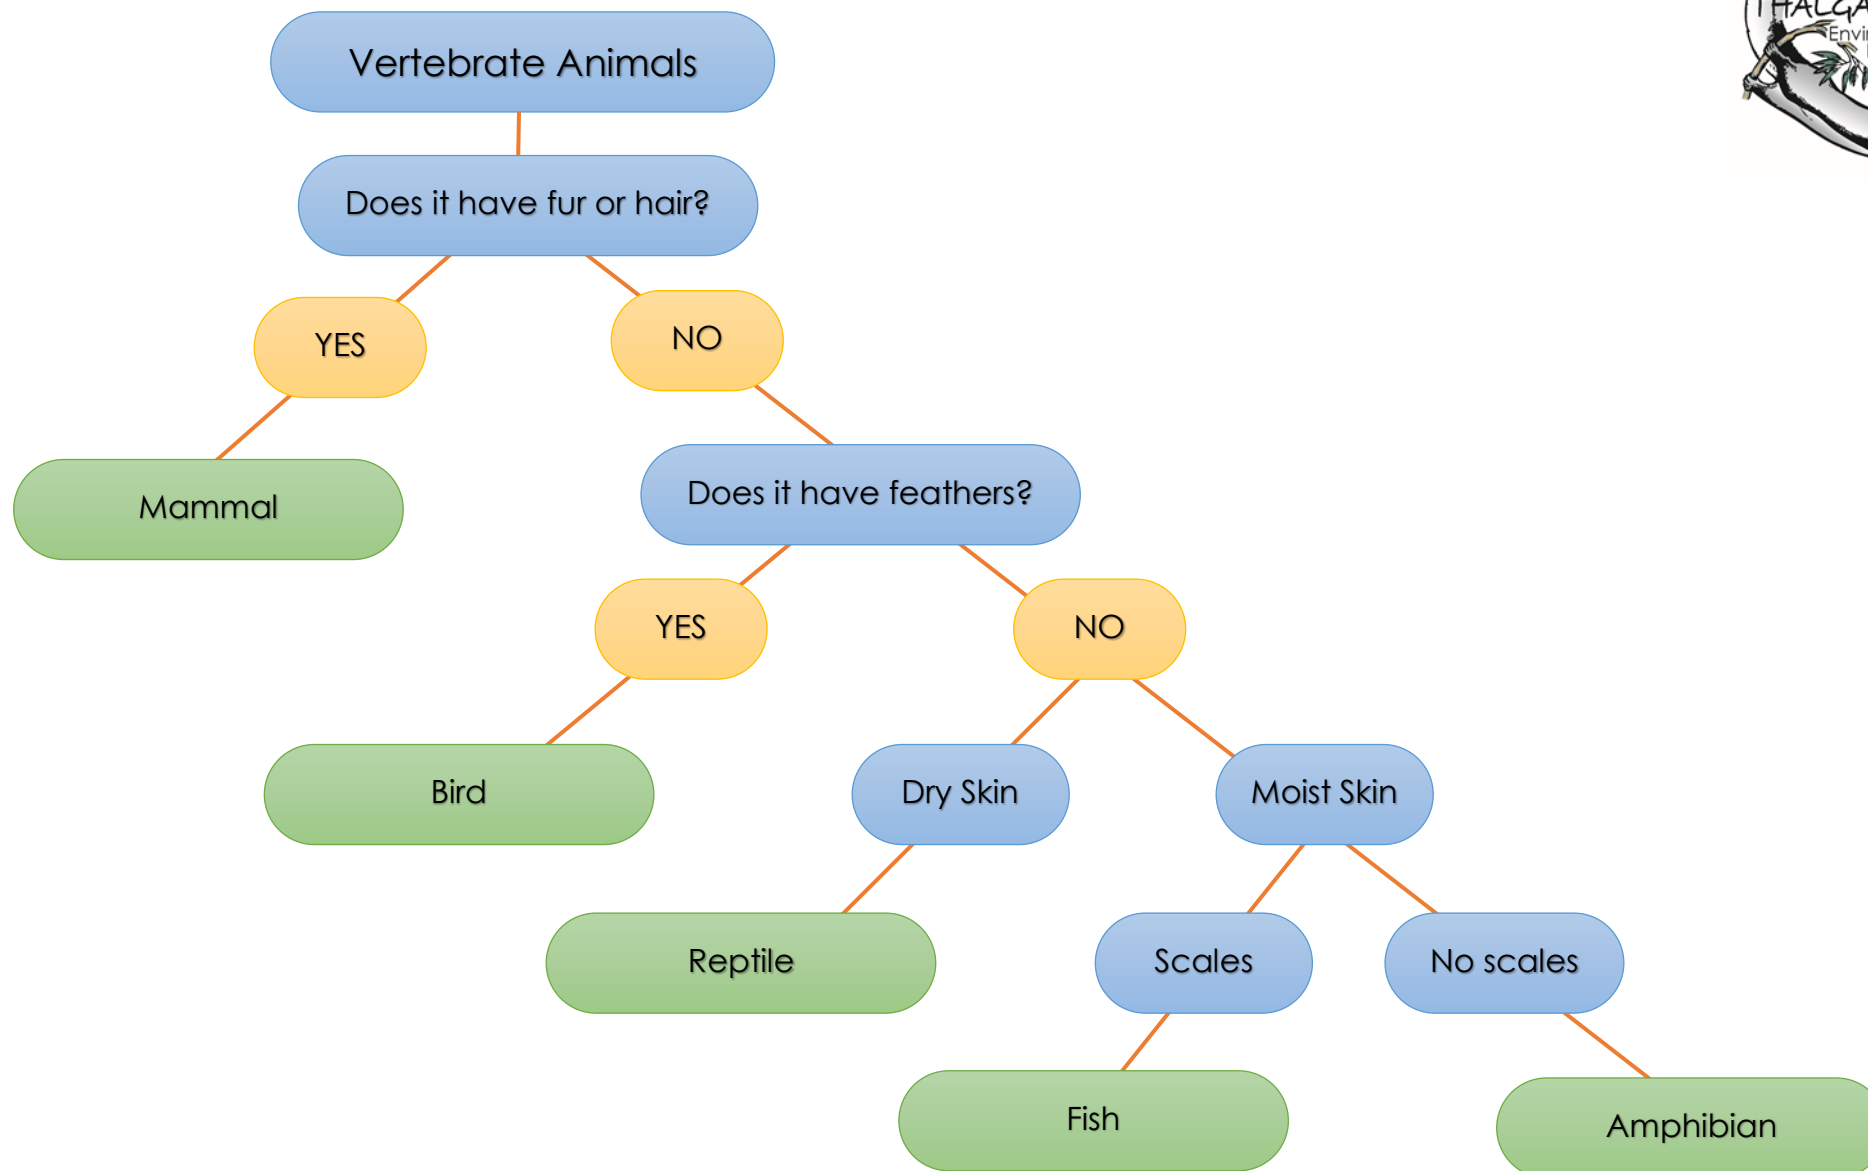 Vertebrate Animals
Does it have fur or hair?
YES
NO
Mammal
Does it have feathers?
YES
NO
Bird
Dry Skin
Moist Skin
Reptile
Scales
No scales
Fish
Amphibian